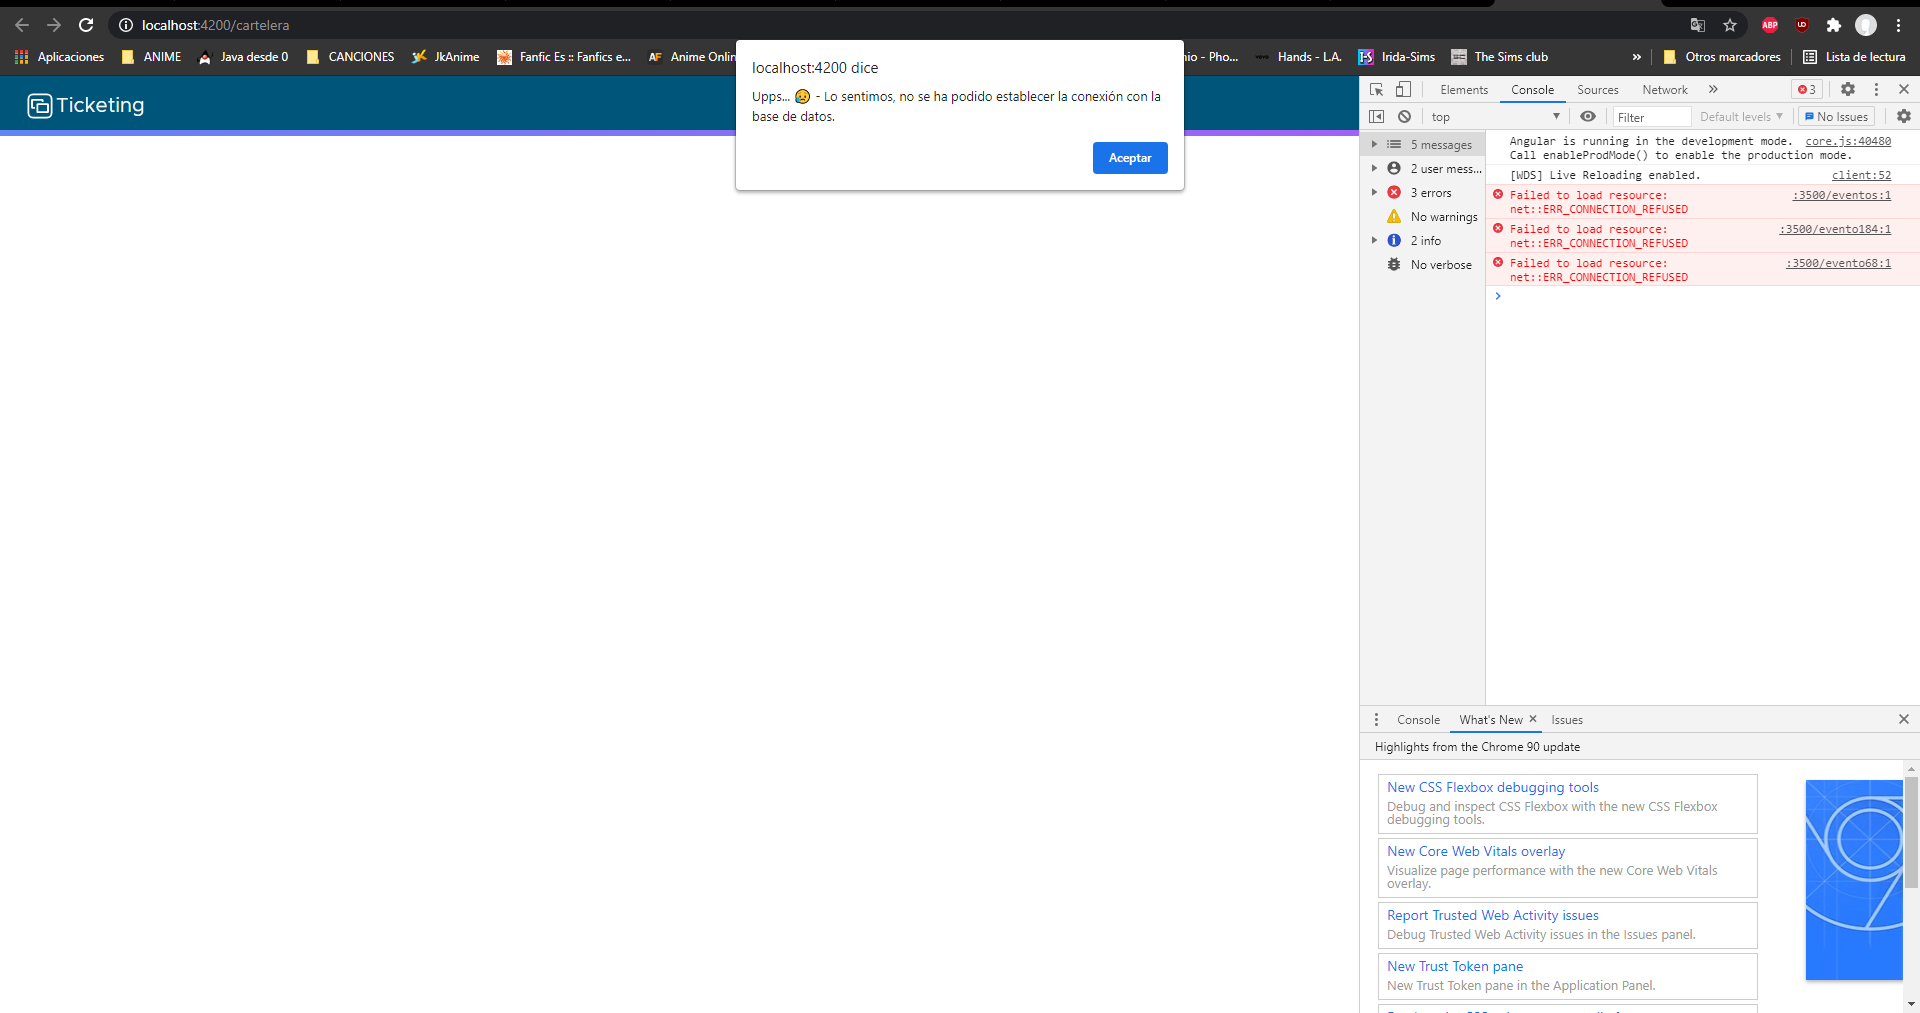 localhost:4200/cartelera
ABP
Aplicaciones
ANIME
Java desde 0
CANCIONES
JkAnime
Fanfic Es :: Fanfics e...
AF
Anime Onlin
nio - Pho...
Hands - L.A.
I-S
Irida-Sims
The Sims club
»
Otros marcadores
Lista de lectura
Ticketing
localhost:4200 dice
Upps... 😥 - Lo sentimos, no se ha podido establecer la conexión con la
base de datos.
Aceptar
Elements
Console
Sources
Network
»
3
top
Filter
Default levels
No Issues
5 messages
2 user mess...
3 errors
No warnings
2 info
No verbose
Angular is running in the development mode. core.js:40480
Call enableProdMode() to enable the production mode.
[WDS] Live Reloading enabled. client:52
Failed to load resource: :3500/eventos:1
net::ERR_CONNECTION_REFUSED
Failed to load resource: :3500/evento184:1
net::ERR_CONNECTION_REFUSED
Failed to load resource: :3500/evento68:1
net::ERR_CONNECTION_REFUSED
Console
What's New
Issues
Highlights from the Chrome 90 update
New CSS Flexbox debugging tools
Debug and inspect CSS Flexbox with the new CSS Flexbox
debugging tools.
New Core Web Vitals overlay
Visualize page performance with the new Core Web Vitals
overlay.
Report Trusted Web Activity issues
Debug Trusted Web Activity issues in the Issues panel.
New Trust Token pane
New Trust Token pane in the Application Panel.